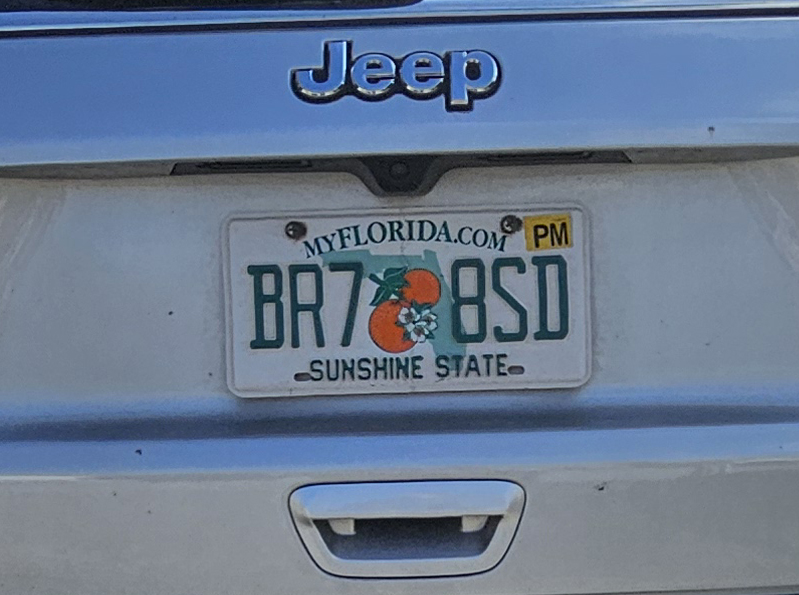 Jeep
MYFLORIDA.COM
PM
BR7 8SD
SUNSHINE STATE